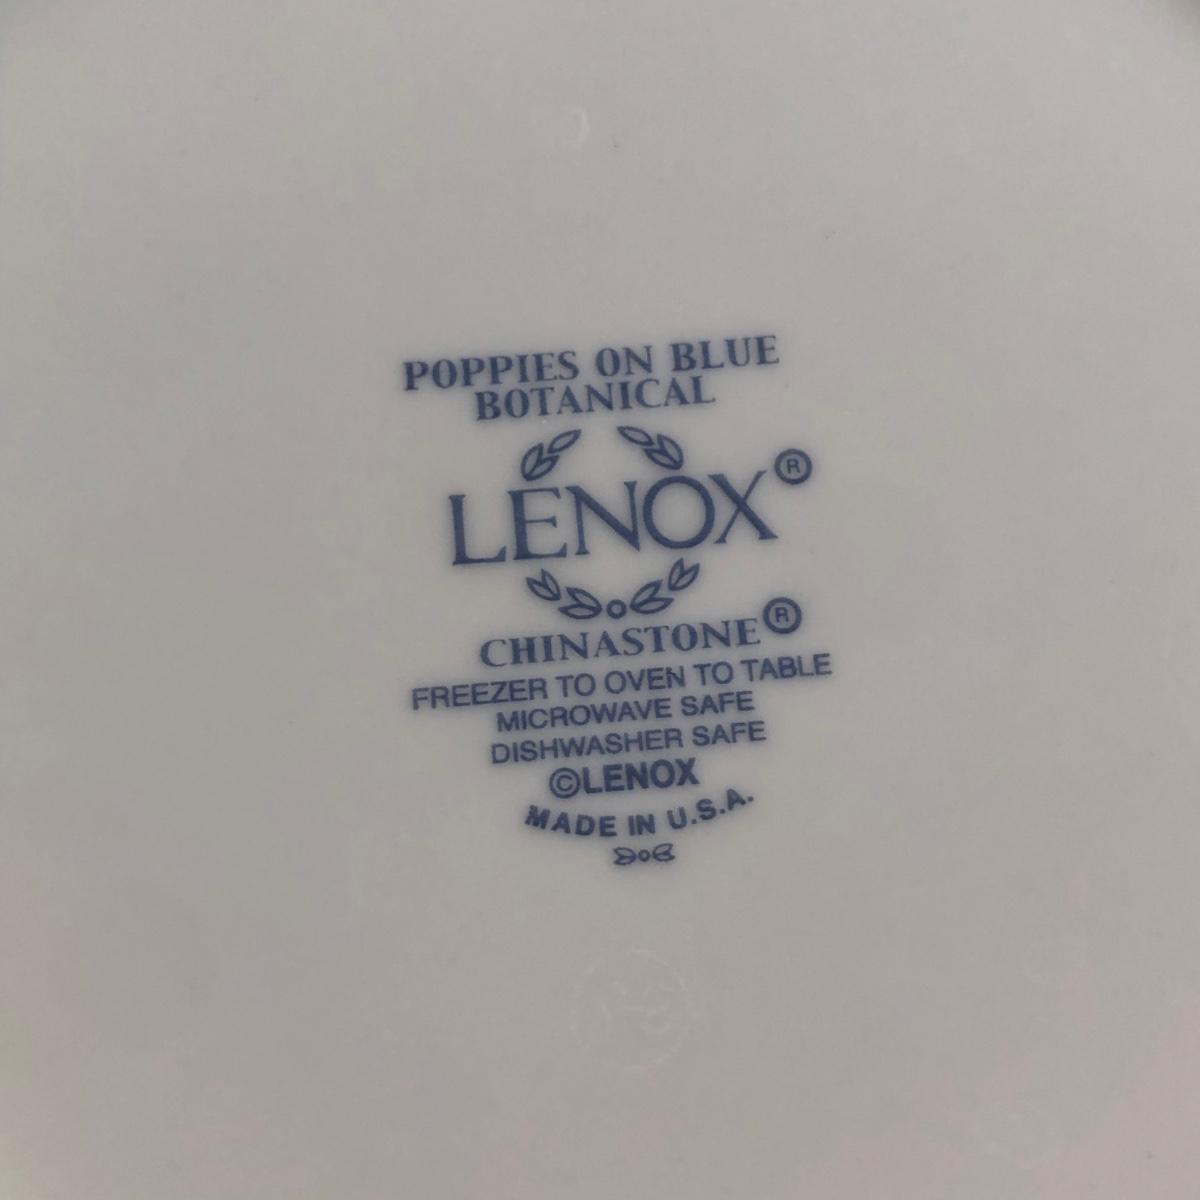 POPPIES ON BLUE
BOTANICAL
LENOX®
CHINASTONE®
FREEZER TO OVEN TO TABLE
MICROWAVE SAFE
DISHWASHER SAFE
©LENOX
MADE IN U.S.A.